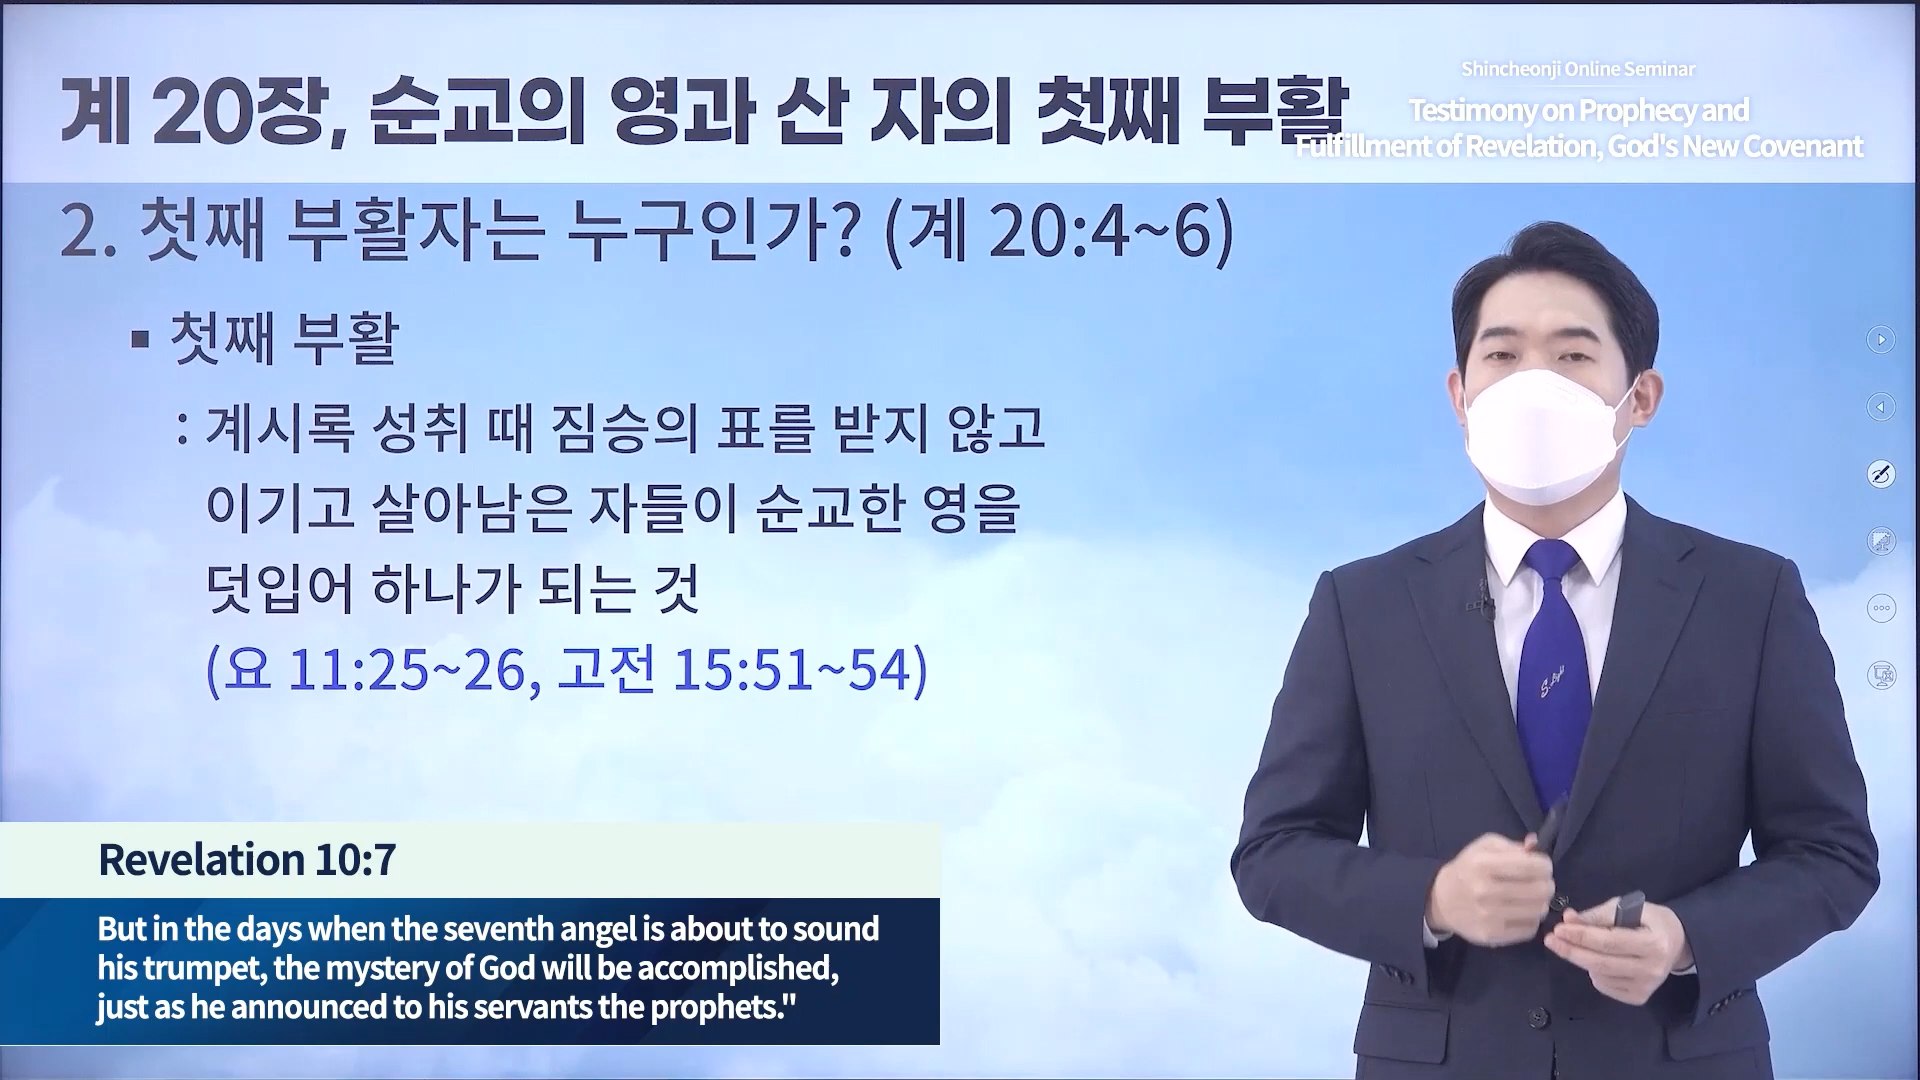 계 20장, 순교의 영과 산 자의 첫째 부활
Shincheonji Online Seminar
Testimony on Prophecy and
Fulfillment of Revelation, God's New Covenant
2. 첫째 부활자는 누구인가? (계 20:4~6)
▪ 첫째 부활
: 계시록 성취 때 짐승의 표를 받지 않고
이기고 살아남은 자들이 순교한 영을
덧입어 하나가 되는 것
(요 11:25~26, 고전 15:51~54)
Revelation 10:7
But in the days when the seventh angel is about to sound
his trumpet, the mystery of God will be accomplished,
just as he announced to his servants the prophets."